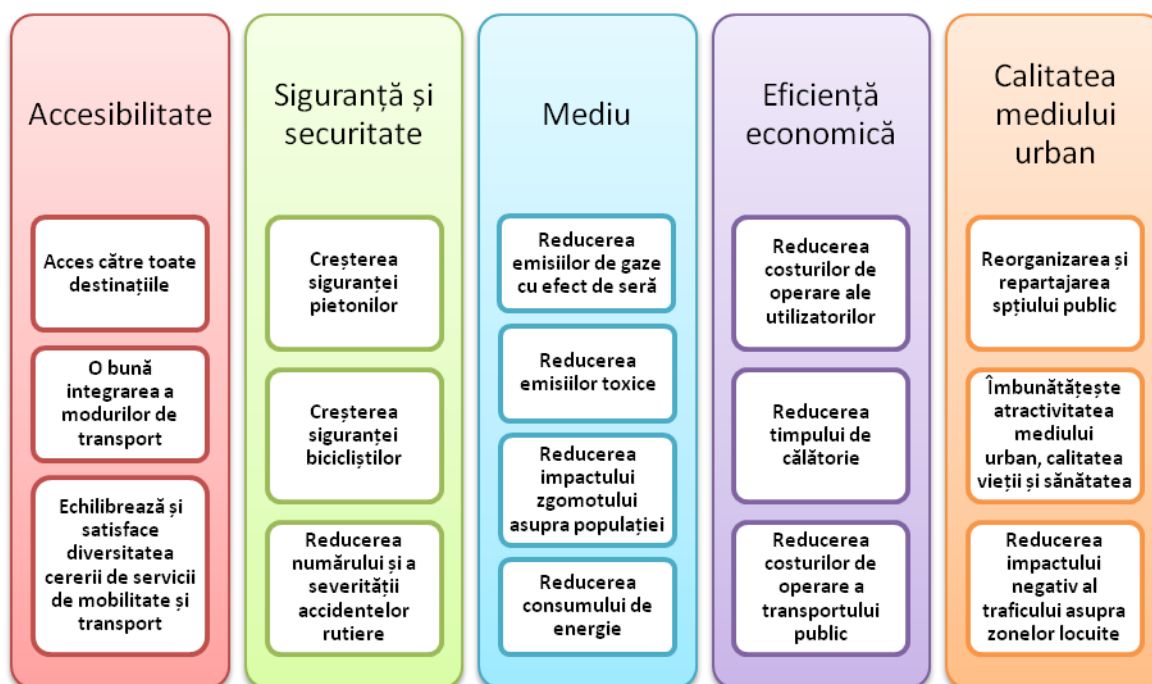 Accesibilitate
Acces către toate
destinațiile
O bună
integrarea a
modurilor de
transport
Echilibrează și
satisface
diversitatea
cererii de servicii
de mobilitate și
transport
Siguranță și
securitate
Creșterea
siguranței
pietonilor
Creșterea
siguranței
bicicliștilor
Reducerea
numărului și a
severității
accidentelor
rutiere
Mediu
Reducerea
emisiilor de gaze
cu efect de seră
Reducerea
emisiilor toxice
Reducerea
impactului
zgomotului
asupra populației
Reducerea
consumului de
energie
Eficiență
economică
Reducerea
costurilor de
operare ale
utilizatorilor
Reducerea
timpului de
călătorie
Reducerea
costurilor de
operare a
transportului
public
Calitatea
mediului
urban
Reorganizarea și
repartajarea
spțiului public
Îmbunătățește
atractivitatea
mediului
urban, calitatea
vieții și sănătatea
Reducerea
impactului
negativ al
traficului asupra
zonelor locuite